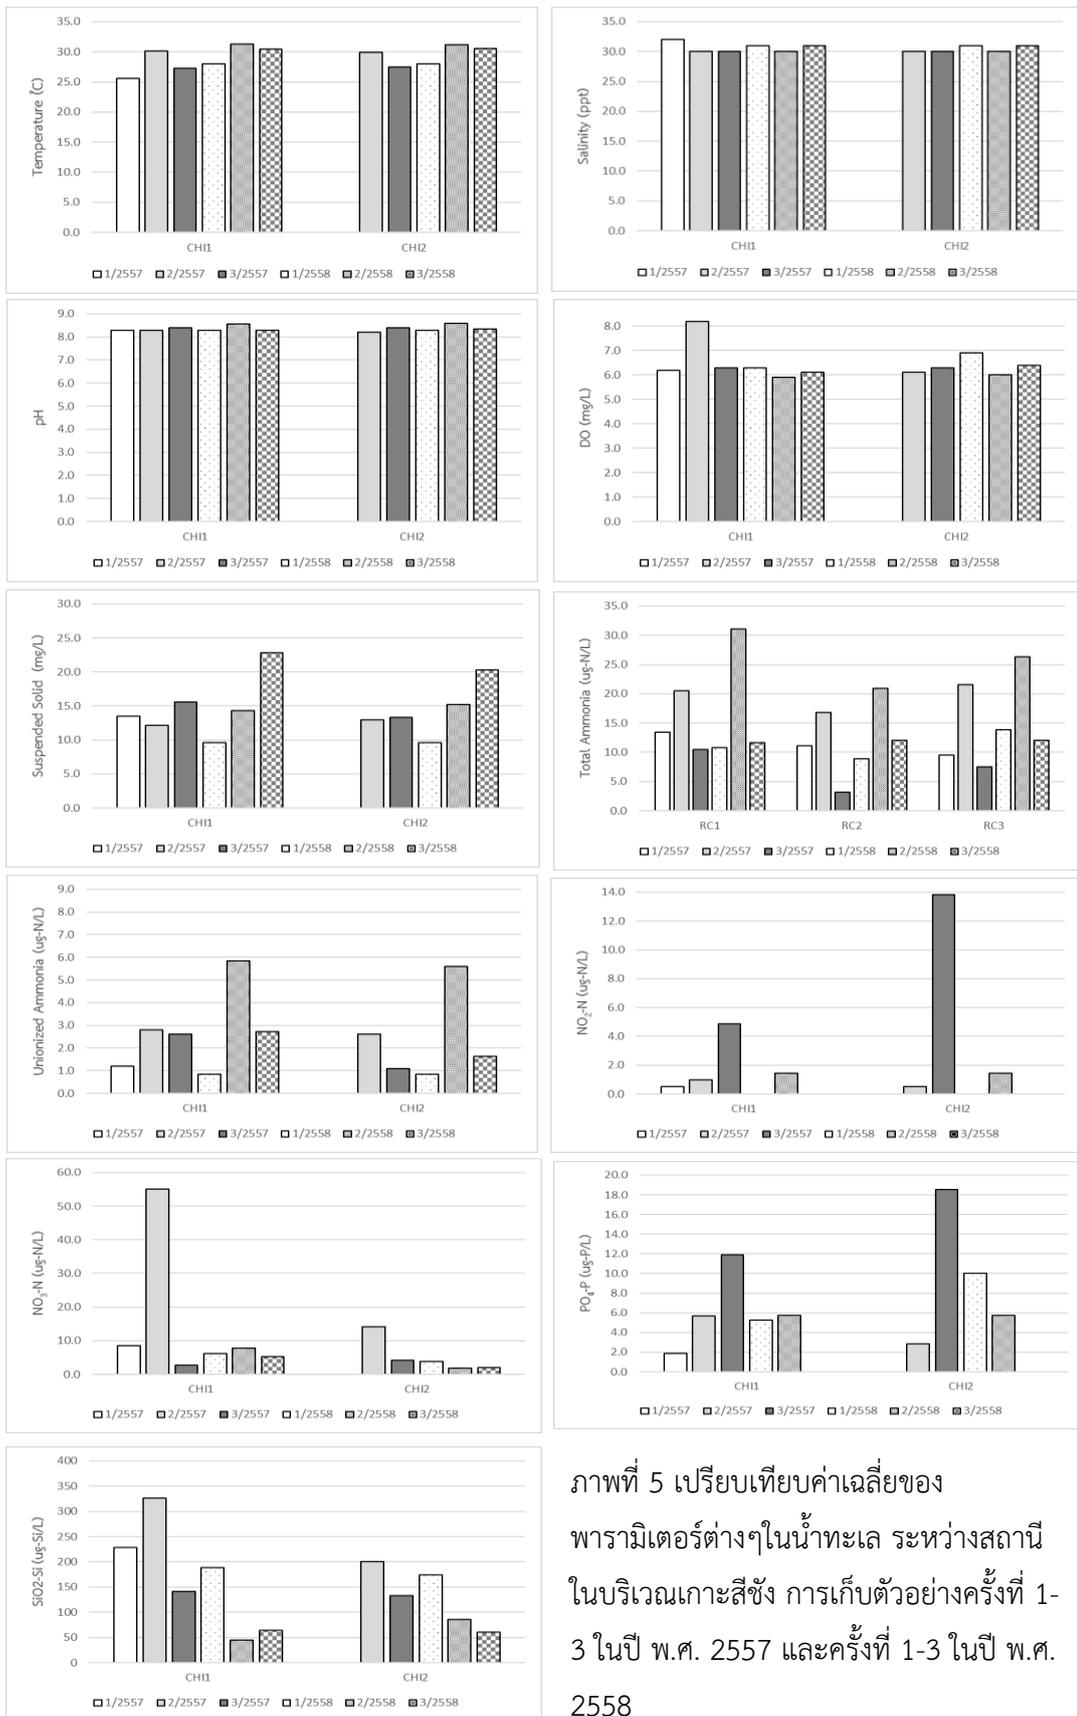 35.0
30.0
25.0
20.0
15.0
10.0
5.0
0.0
Temperature (ํC)
CHI1 CHI2
1/2557 2/2557 3/2557 1/2558 2/2558 3/2558
35.0
30.0
25.0
20.0
15.0
10.0
5.0
0.0
Salinity (ppt)
CHI1 CHI2
1/2557 2/2557 3/2557 1/2558 2/2558 3/2558
9.0
8.0
7.0
6.0
5.0
4.0
3.0
2.0
1.0
0.0
pH
CHI1 CHI2
1/2557 2/2557 3/2557 1/2558 2/2558 3/2558
8.0
7.0
6.0
5.0
4.0
3.0
2.0
1.0
0.0
DO (mg/L)
CHI1 CHI2
1/2557 2/2557 3/2557 1/2558 2/2558 3/2558
30.0
25.0
20.0
15.0
10.0
5.0
0.0
Suspended Solid (mg/L)
CHI1 CHI2
1/2557 2/2557 3/2557 1/2558 2/2558 3/2558
35.0
30.0
25.0
20.0
15.0
10.0
5.0
0.0
Total Ammonia (ug-N/L)
RC1 RC2 RC3
1/2557 2/2557 3/2557 1/2558 2/2558 3/2558
9.0
8.0
7.0
6.0
5.0
4.0
3.0
2.0
1.0
0.0
Unionized Ammonia (ug-N/L)
CHI1 CHI2
1/2557 2/2557 3/2557 1/2558 2/2558 3/2558
14.0
12.0
10.0
8.0
6.0
4.0
2.0
0.0
NO₂-N (ug-N/L)
CHI1 CHI2
1/2557 2/2557 3/2557 1/2558 2/2558 3/2558
60.0
50.0
40.0
30.0
20.0
10.0
0.0
NO₃-N (ug-N/L)
CHI1 CHI2
1/2557 2/2557 3/2557 1/2558 2/2558 3/2558
20.0
18.0
16.0
14.0
12.0
10.0
8.0
6.0
4.0
2.0
0.0
PO₄-P (ug-P/L)
CHI1 CHI2
1/2557 2/2557 3/2557 1/2558 2/2558 3/2558
400
350
300
250
200
150
100
50
0
SiO2-Si (ug-Si/L)
CHI1 CHI2
1/2557 2/2557 3/2557 1/2558 2/2558 3/2558
ภาพที่ 5 เปรียบเทียบค่าเฉลี่ยของ
พารามิเตอร์ต่างๆในน้ำทะเล ระหว่างสถานี
ในบริเวณเกาะสีชัง การเก็บตัวอย่างครั้งที่ 1-
3 ในปี พ.ศ. 2557 และครั้งที่ 1-3 ในปี พ.ศ.
2558